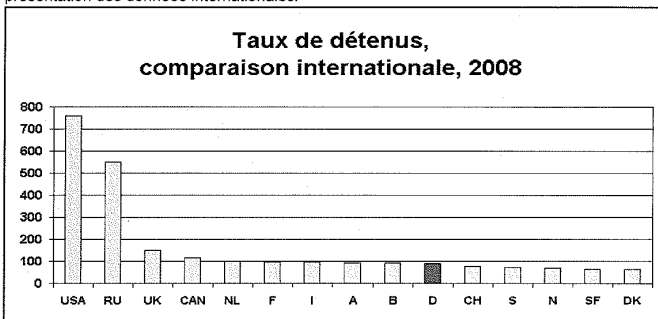 présentation des données internationales.
Taux de détenus,
comparaison internationale, 2008
800
700
600
500
400
300
200
100
0
USA RU UK CAN NL F I A B D CH S N SF DK